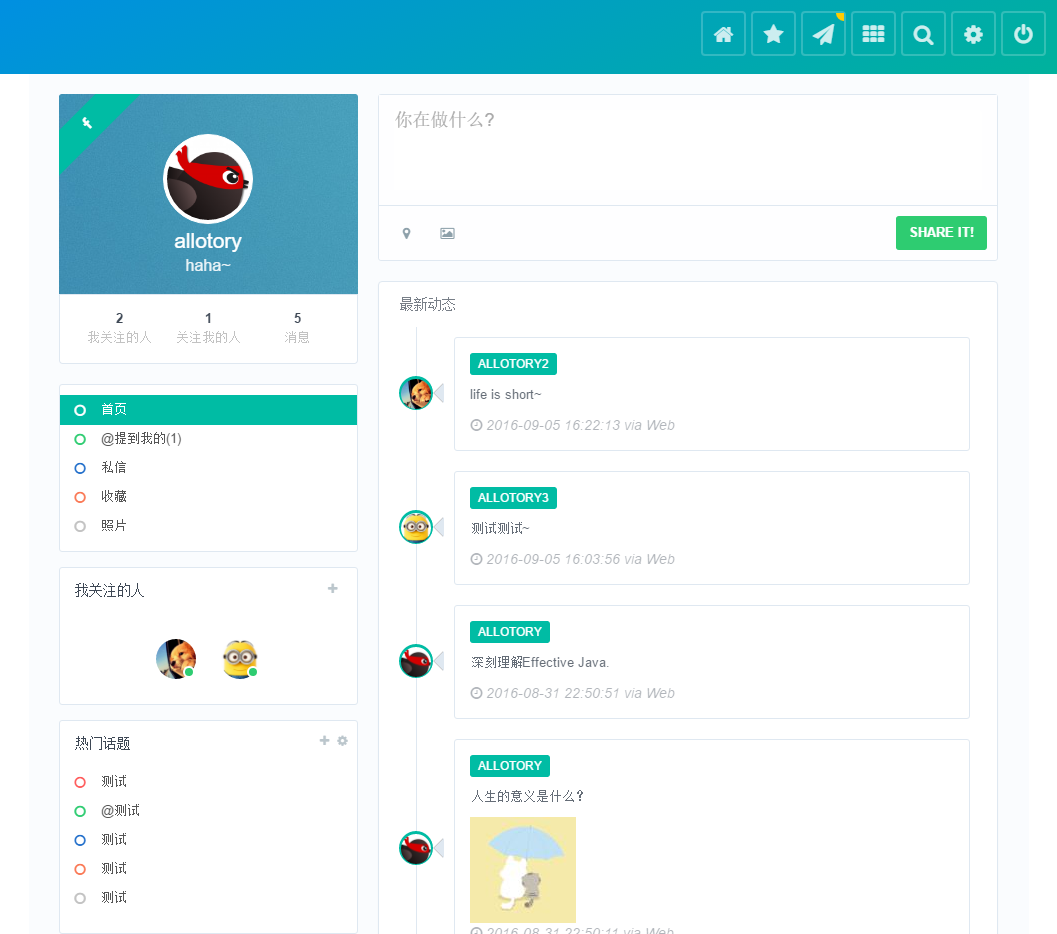 allotory
haha~
2 1 5
我关注的人 关注我的人 消息
首页
@提到我的(1)
私信
收藏
照片
我关注的人
热门话题
测试
@测试
测试
测试
测试
你在做什么?
SHARE IT!
最新动态
ALLOTORY2
life is short~
2016-09-05 16:22:13 via Web
ALLOTORY3
测试测试~
2016-09-05 16:03:56 via Web
ALLOTORY
深刻理解Effective Java.
2016-08-31 22:50:51 via Web
ALLOTORY
人生的意义是什么?
2016-08-31 22:50:11 via Web